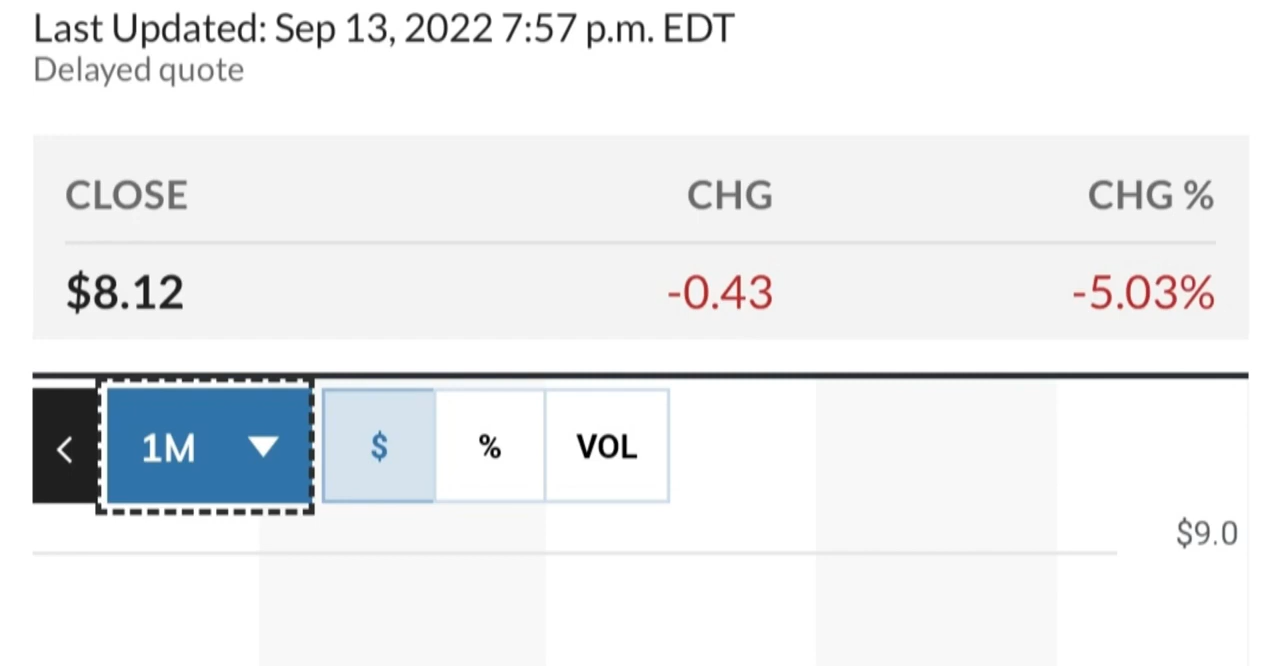 Last Updated: Sep 13, 2022 7:57 p.m. EDT
Delayed quote
CLOSE CHG CHG %
$8.12 -0.43 -5.03%
< 1M $ % VOL
$9.0